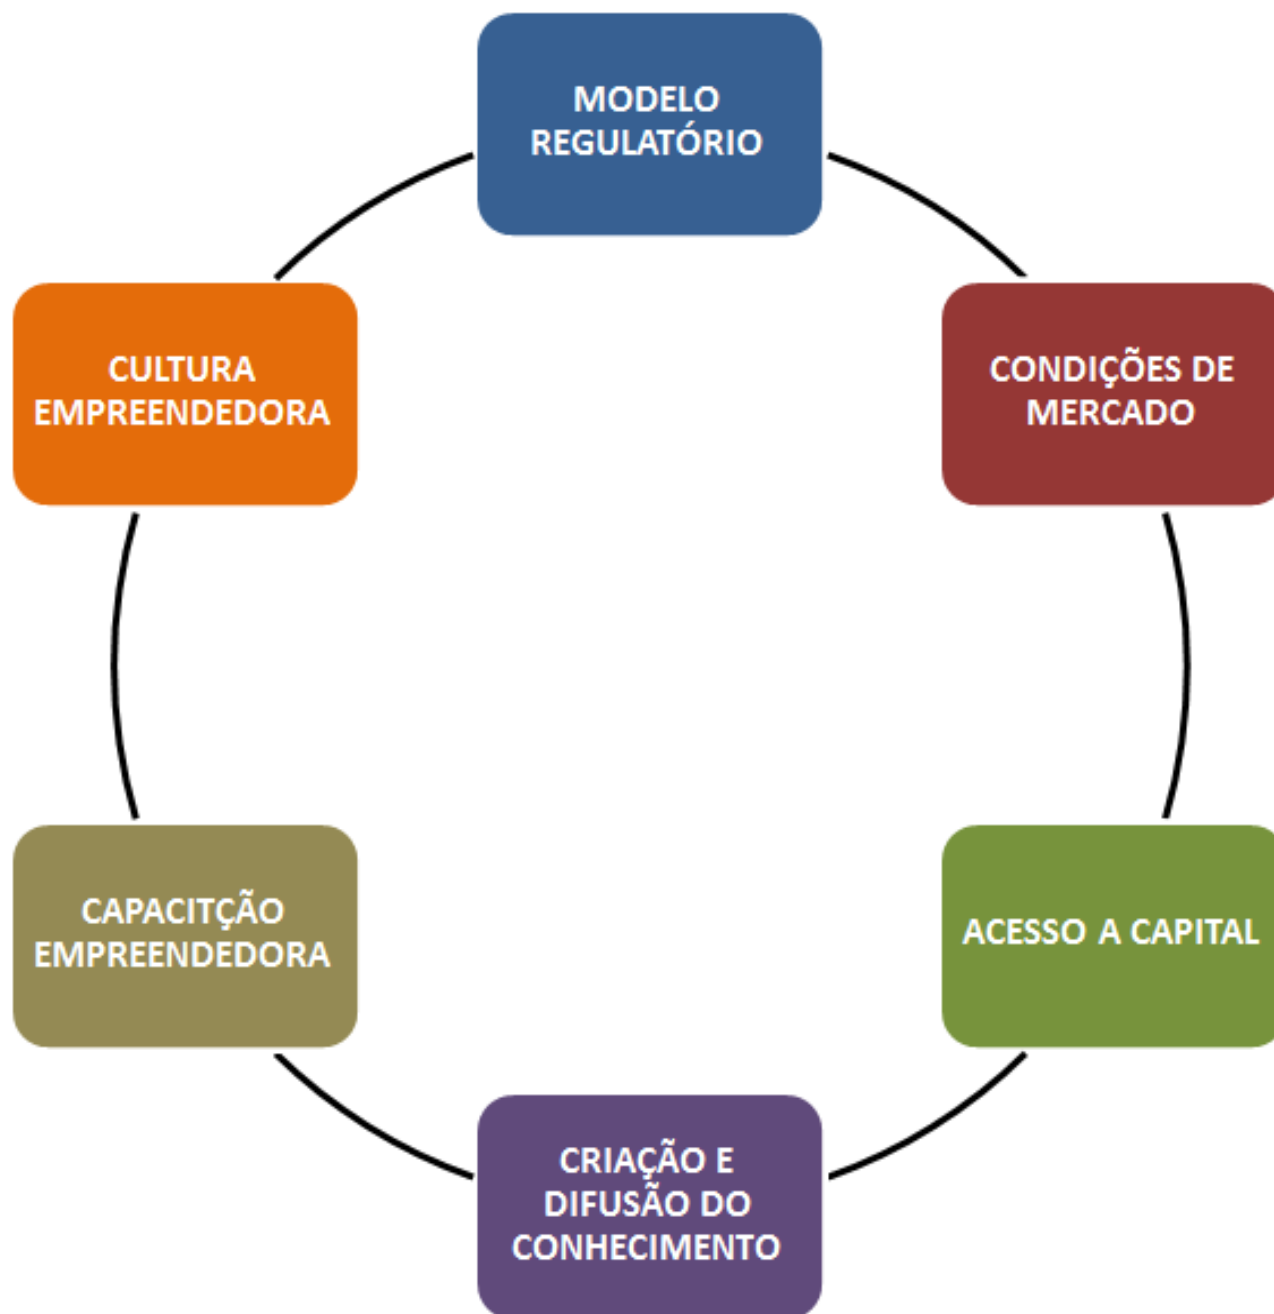 MODELO
REGULATÓRIO
CONDIÇÕES DE
MERCADO
ACESSO A CAPITAL
CRIAÇÃO E
DIFUSÃO DO
CONHECIMENTO
CAPACITÇÃO
EMPREENDEDORA
CULTURA
EMPREENDEDORA